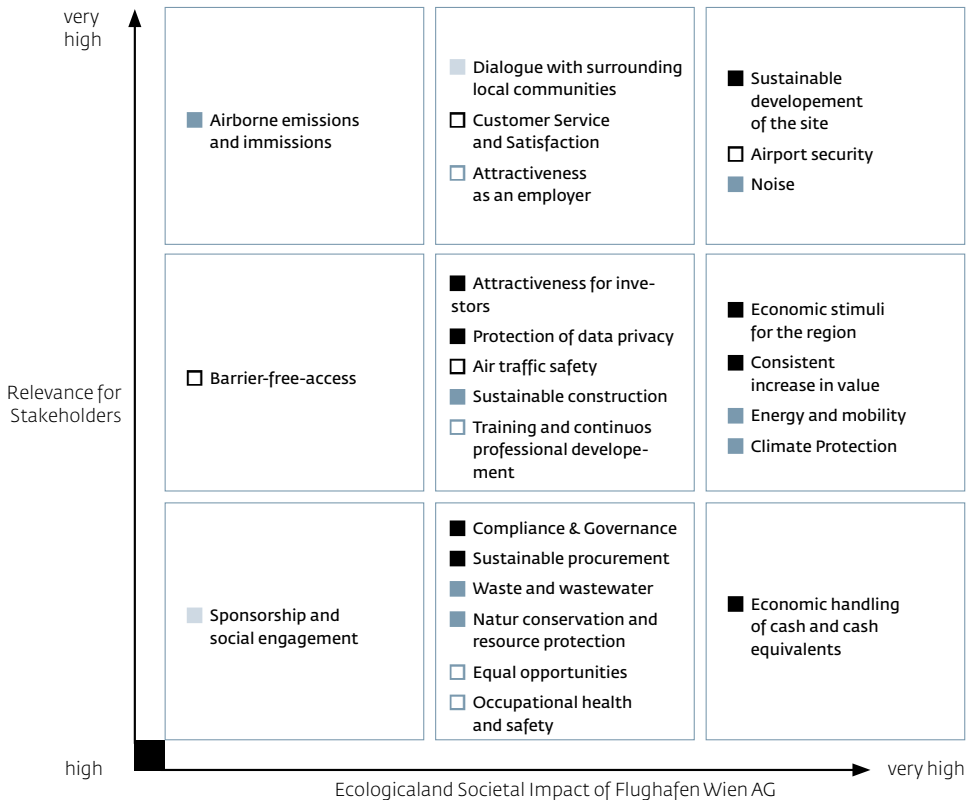 very
high
Airborne emissions
and immissions
Dialogue with surrounding
local communities
Customer Service
and Satisfaction
Attractiveness
as an employer
Sustainable
developement
of the site
Airport security
Noise
Relevance for
Stakeholders
Barrier-free-access
Attractiveness for inve-
stors
Protection of data privacy
Air traffic safety
Sustainable construction
Training and continuos
professional develope-
ment
Economic stimuli
for the region
Consistent
increase in value
Energy and mobility
Climate Protection
Sponsorship and
social engagement
Compliance & Governance
Sustainable procurement
Waste and wastewater
Natur conservation and
resource protection
Equal opportunities
Occupational health
and safety
Economic handling
of cash and cash
equivalents
high
very high
Ecologicaland Societal Impact of Flughafen Wien AG